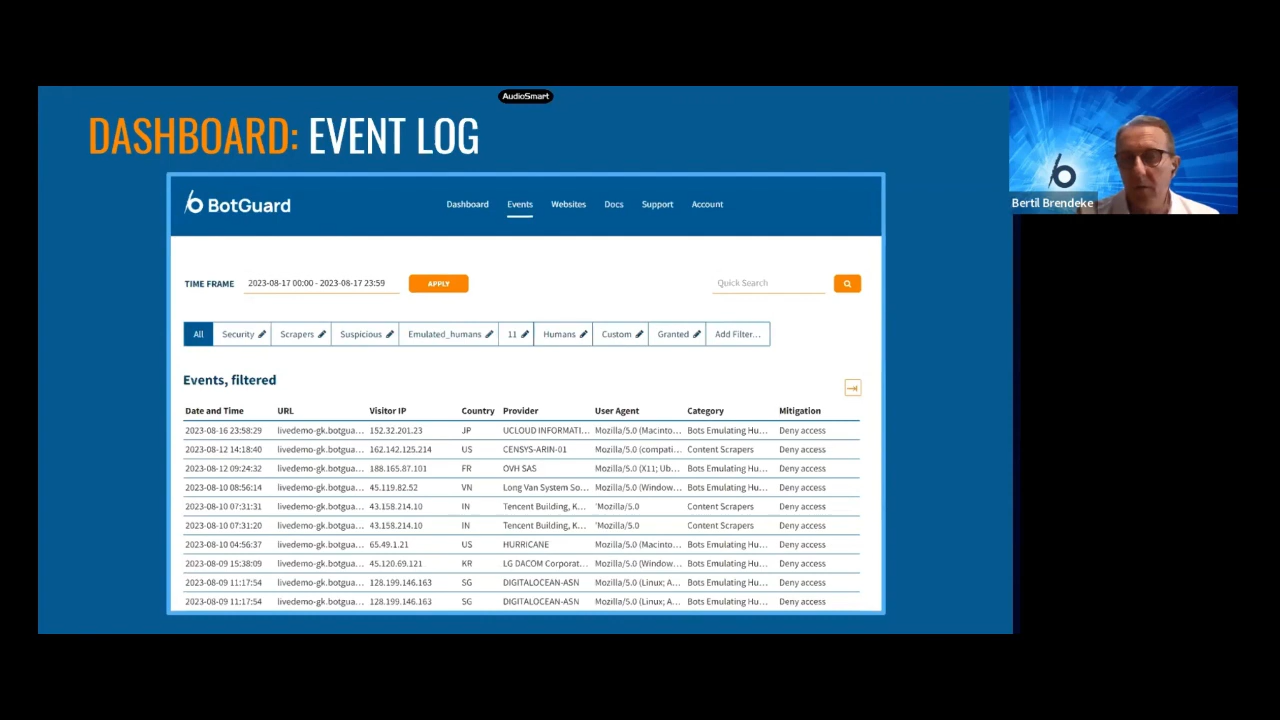 AudioSmart
DASHBOARD: EVENT LOG
BotGuard
Dashboard Events Websites Docs Support Account
Bertil Brendeke
TIME FRAME 2023-08-17 00:00 - 2023-08-17 23:59 APPLY Quick Search
All Security Scrapers Suspicious Emulated_humans 11 Humans Custom Granted Add Filter...
Events, filtered
Date and Time URL Visitor IP Country Provider User Agent Category Mitigation
2023-08-16 23:58:29 livedemo-gk.botgua... 152.32.201.23 JP UCLOUD INFORMATI... Mozilla/5.0 (Macinto... Bots Emulating Hu... Deny access
2023-08-12 14:18:40 livedemo-gk.botgua... 162.142.125.214 US CENSYS-ARIN-01 Mozilla/5.0 (compati... Content Scrapers Deny access
2023-08-12 09:24:32 livedemo-gk.botgua... 188.165.87.101 FR OVH SAS Mozilla/5.0 (X11; Ub... Bots Emulating Hu... Deny access
2023-08-10 08:56:14 livedemo-gk.botgua... 45.119.82.52 VN Long Van System So... Mozilla/5.0 (Window... Bots Emulating Hu... Deny access
2023-08-10 07:31:31 livedemo-gk.botgua... 43.158.214.10 IN Tencent Building, K... 'Mozilla/5.0 Content Scrapers Deny access
2023-08-10 07:31:20 livedemo-gk.botgua... 43.158.214.10 IN Tencent Building, K... 'Mozilla/5.0 Content Scrapers Deny access
2023-08-10 04:56:37 livedemo-gk.botgua... 65.49.1.21 US HURRICANE Mozilla/5.0 (Macinto... Bots Emulating Hu... Deny access
2023-08-09 15:38:09 livedemo-gk.botgua... 45.120.69.121 KR LG DACOM Corporat... Mozilla/5.0 (Window... Bots Emulating Hu... Deny access
2023-08-09 11:17:54 livedemo-gk.botgua... 128.199.146.163 SG DIGITALOCEAN-ASN Mozilla/5.0 (Linux; A... Bots Emulating Hu... Deny access
2023-08-09 11:17:54 livedemo-gk.botgua... 128.199.146.163 SG DIGITALOCEAN-ASN Mozilla/5.0 (Linux; A... Bots Emulating Hu... Deny access